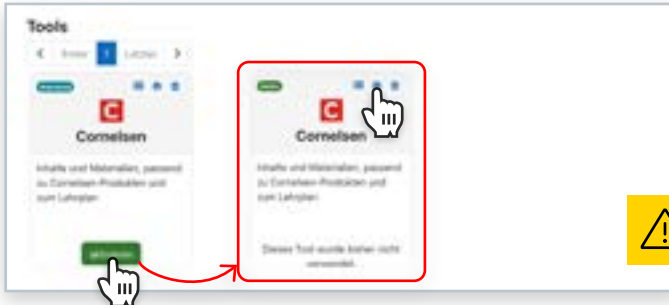 Tools
Erster 1 Letzter
C
Cornelsen
Inhalte und Materialien, passend
zu Cornelsen-Produkten und
zum Lehrplan
C
Cornelsen
Inhalte und Materialien, passend
zu Cornelsen-Produkten und
zum Lehrplan
Dieses Tool wurde bisher nicht
verwendet.